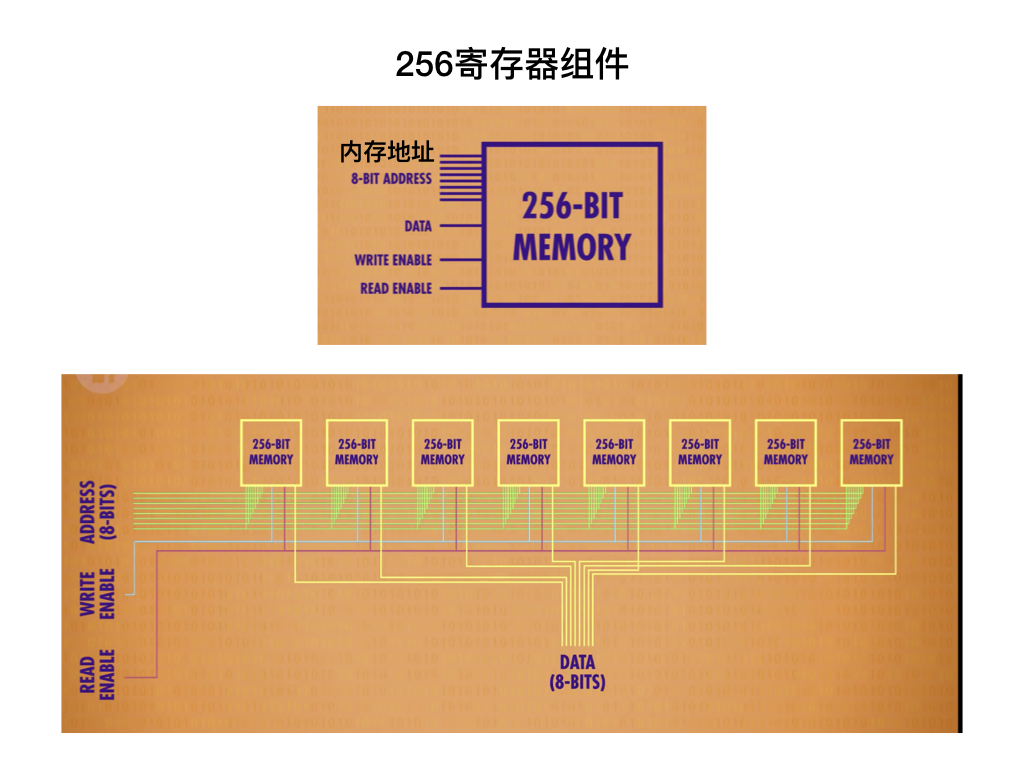 256寄存器组件
内存地址
8-BIT ADDRESS
DATA
WRITE ENABLE
READ ENABLE
256-BIT
MEMORY
256-BIT
MEMORY
256-BIT
MEMORY
256-BIT
MEMORY
256-BIT
MEMORY
256-BIT
MEMORY
256-BIT
MEMORY
256-BIT
MEMORY
256-BIT
MEMORY
ADDRESS
(8-BITS)
WRITE
ENABLE
READ
ENABLE
DATA
(8-BITS)